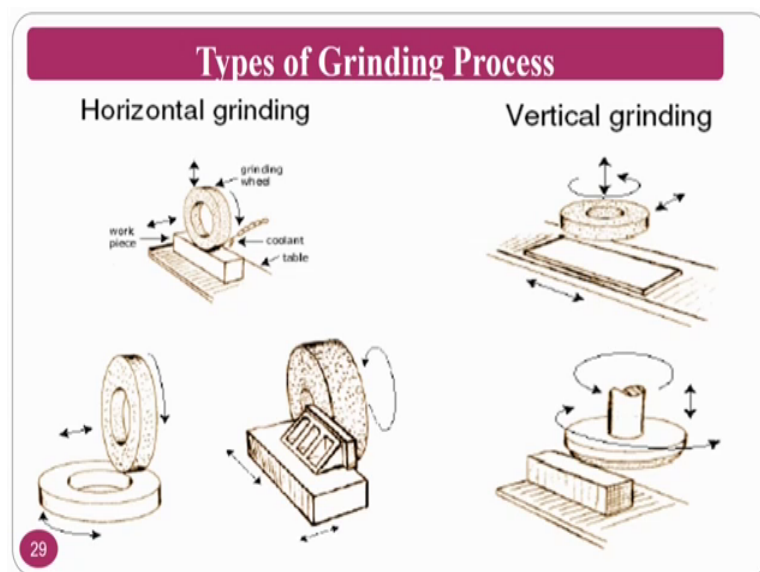 Types of Grinding Process
Horizontal grinding
Vertical grinding
grinding
wheel
work
piece
coolant
table
29